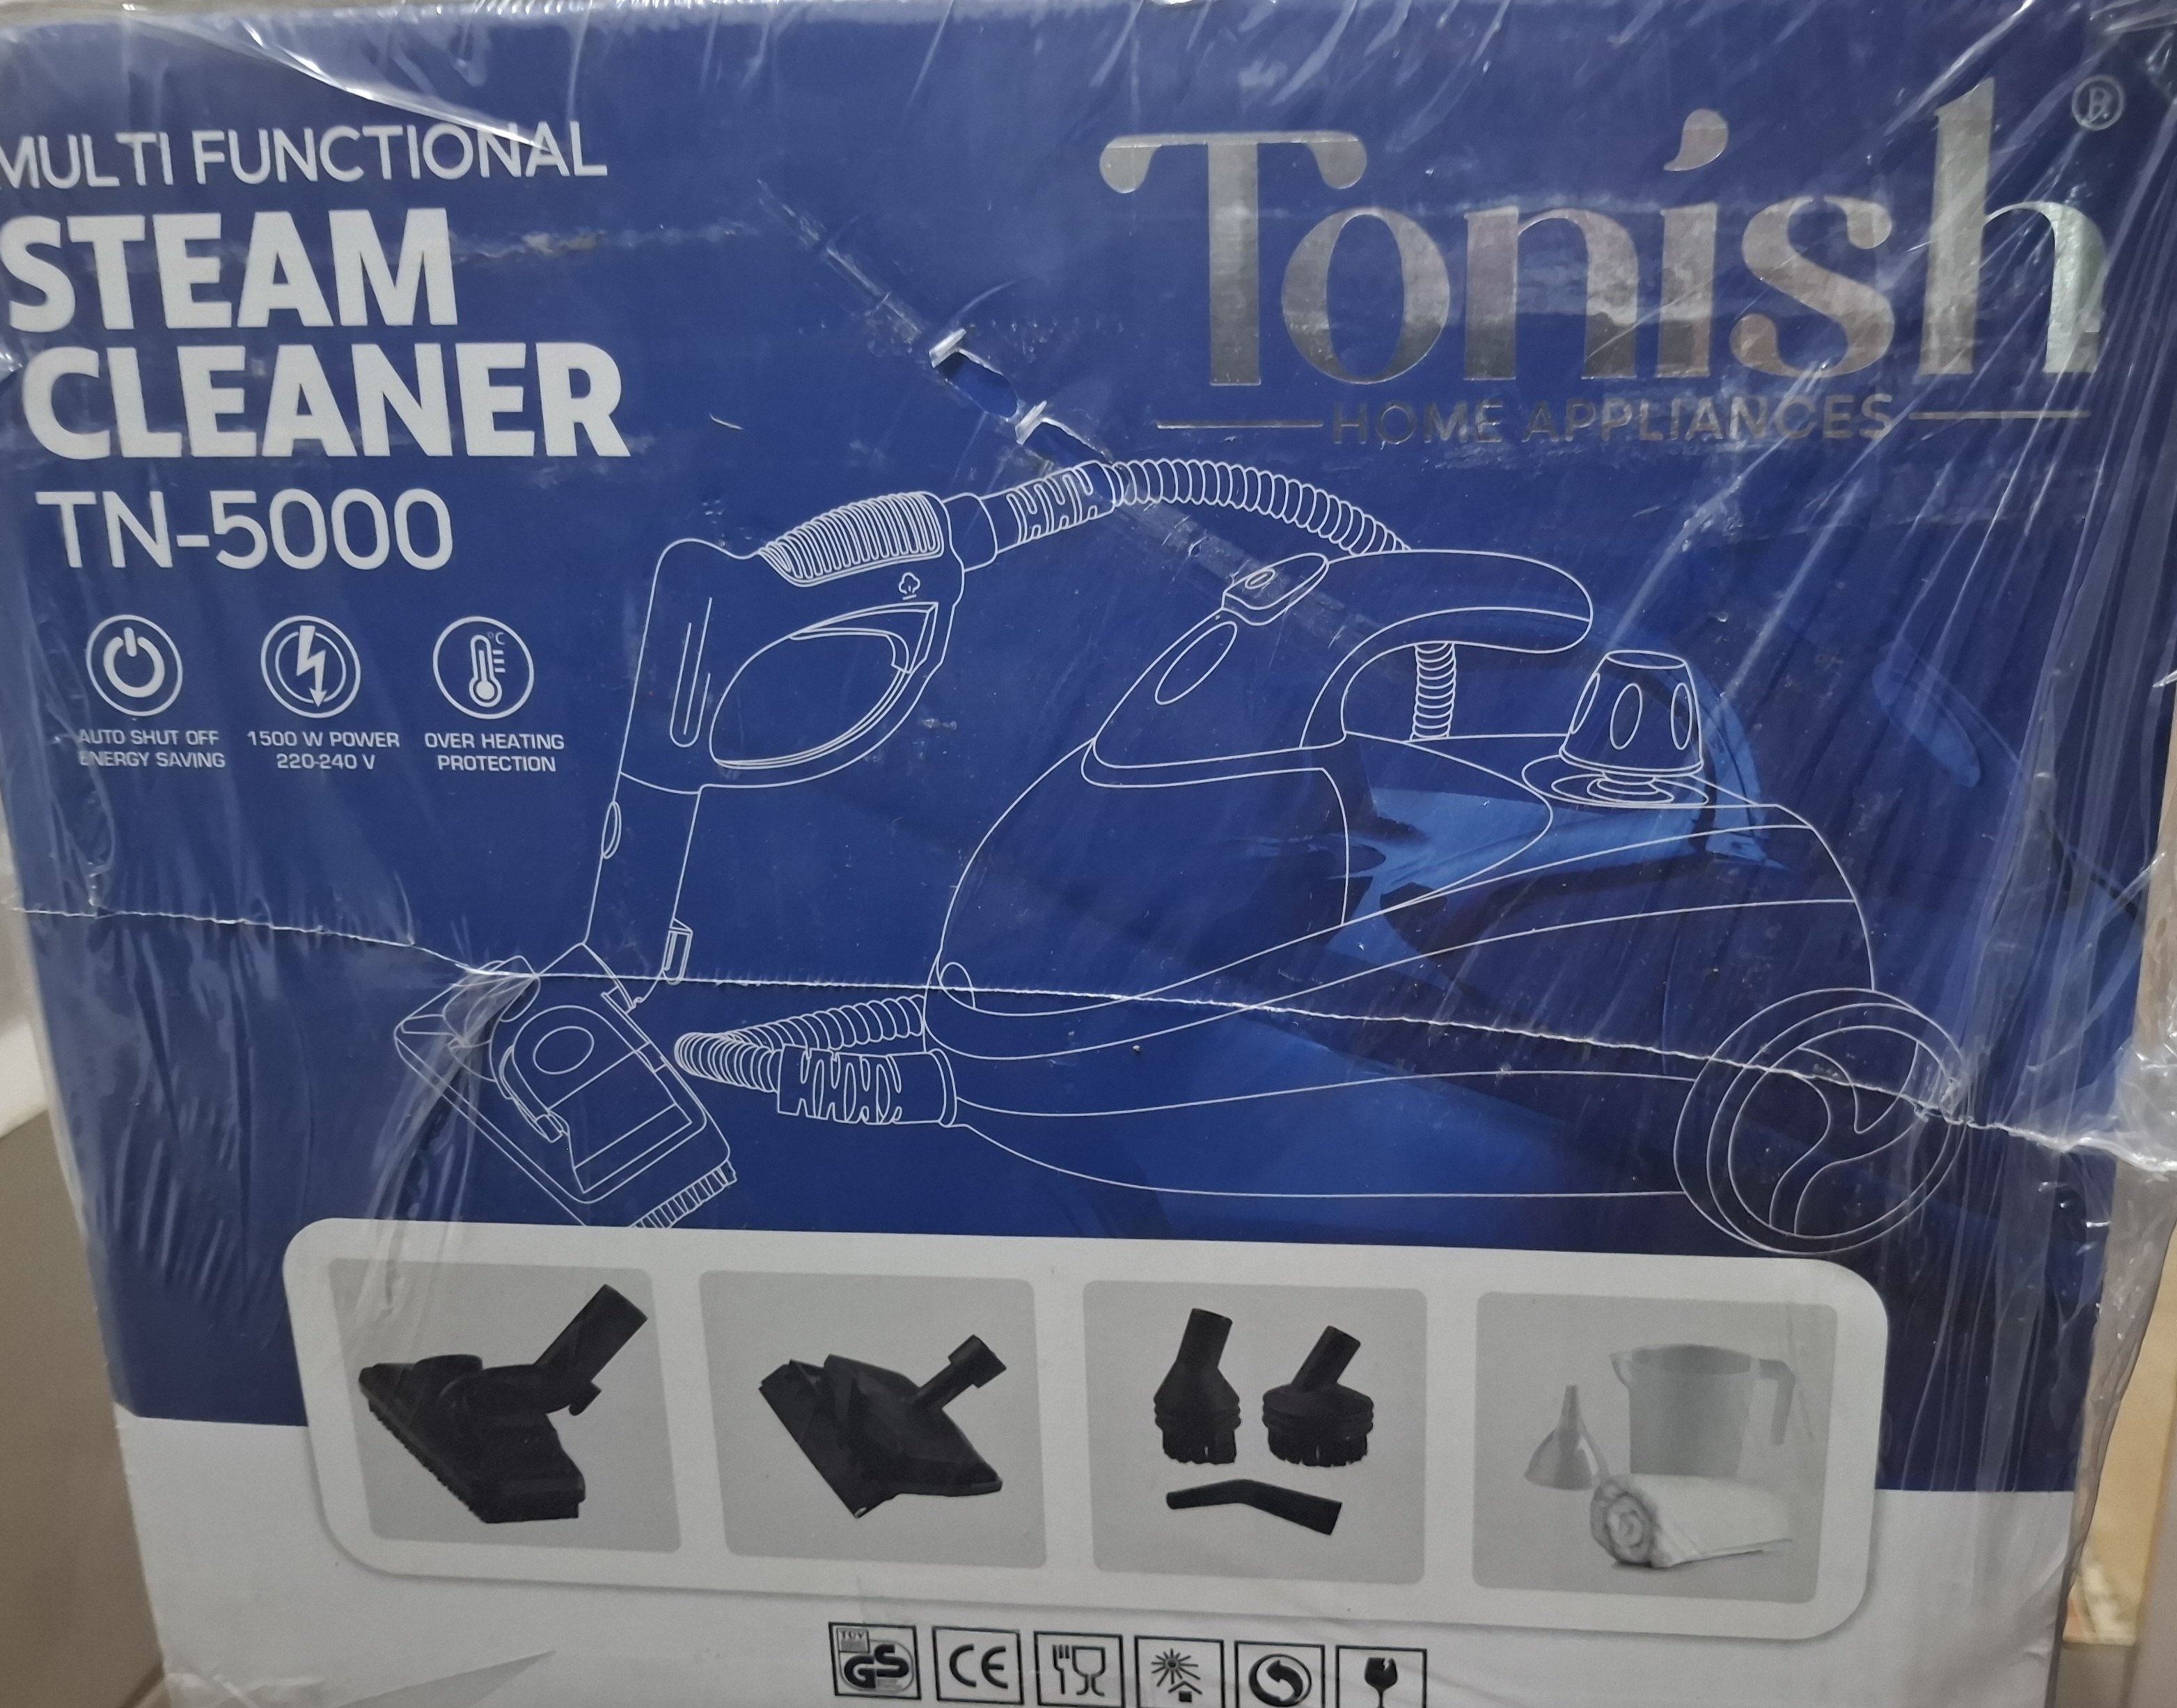 MULTI FUNCTIONAL
STEAM
CLEANER
TN-5000
AUTO SHUT OFF
ENERGY SAVING
1500 W POWER
220-240 V
°C
OVER HEATING
PROTECTION
Tonish®
HOME APPLIANCES
TÜV
GS
CE